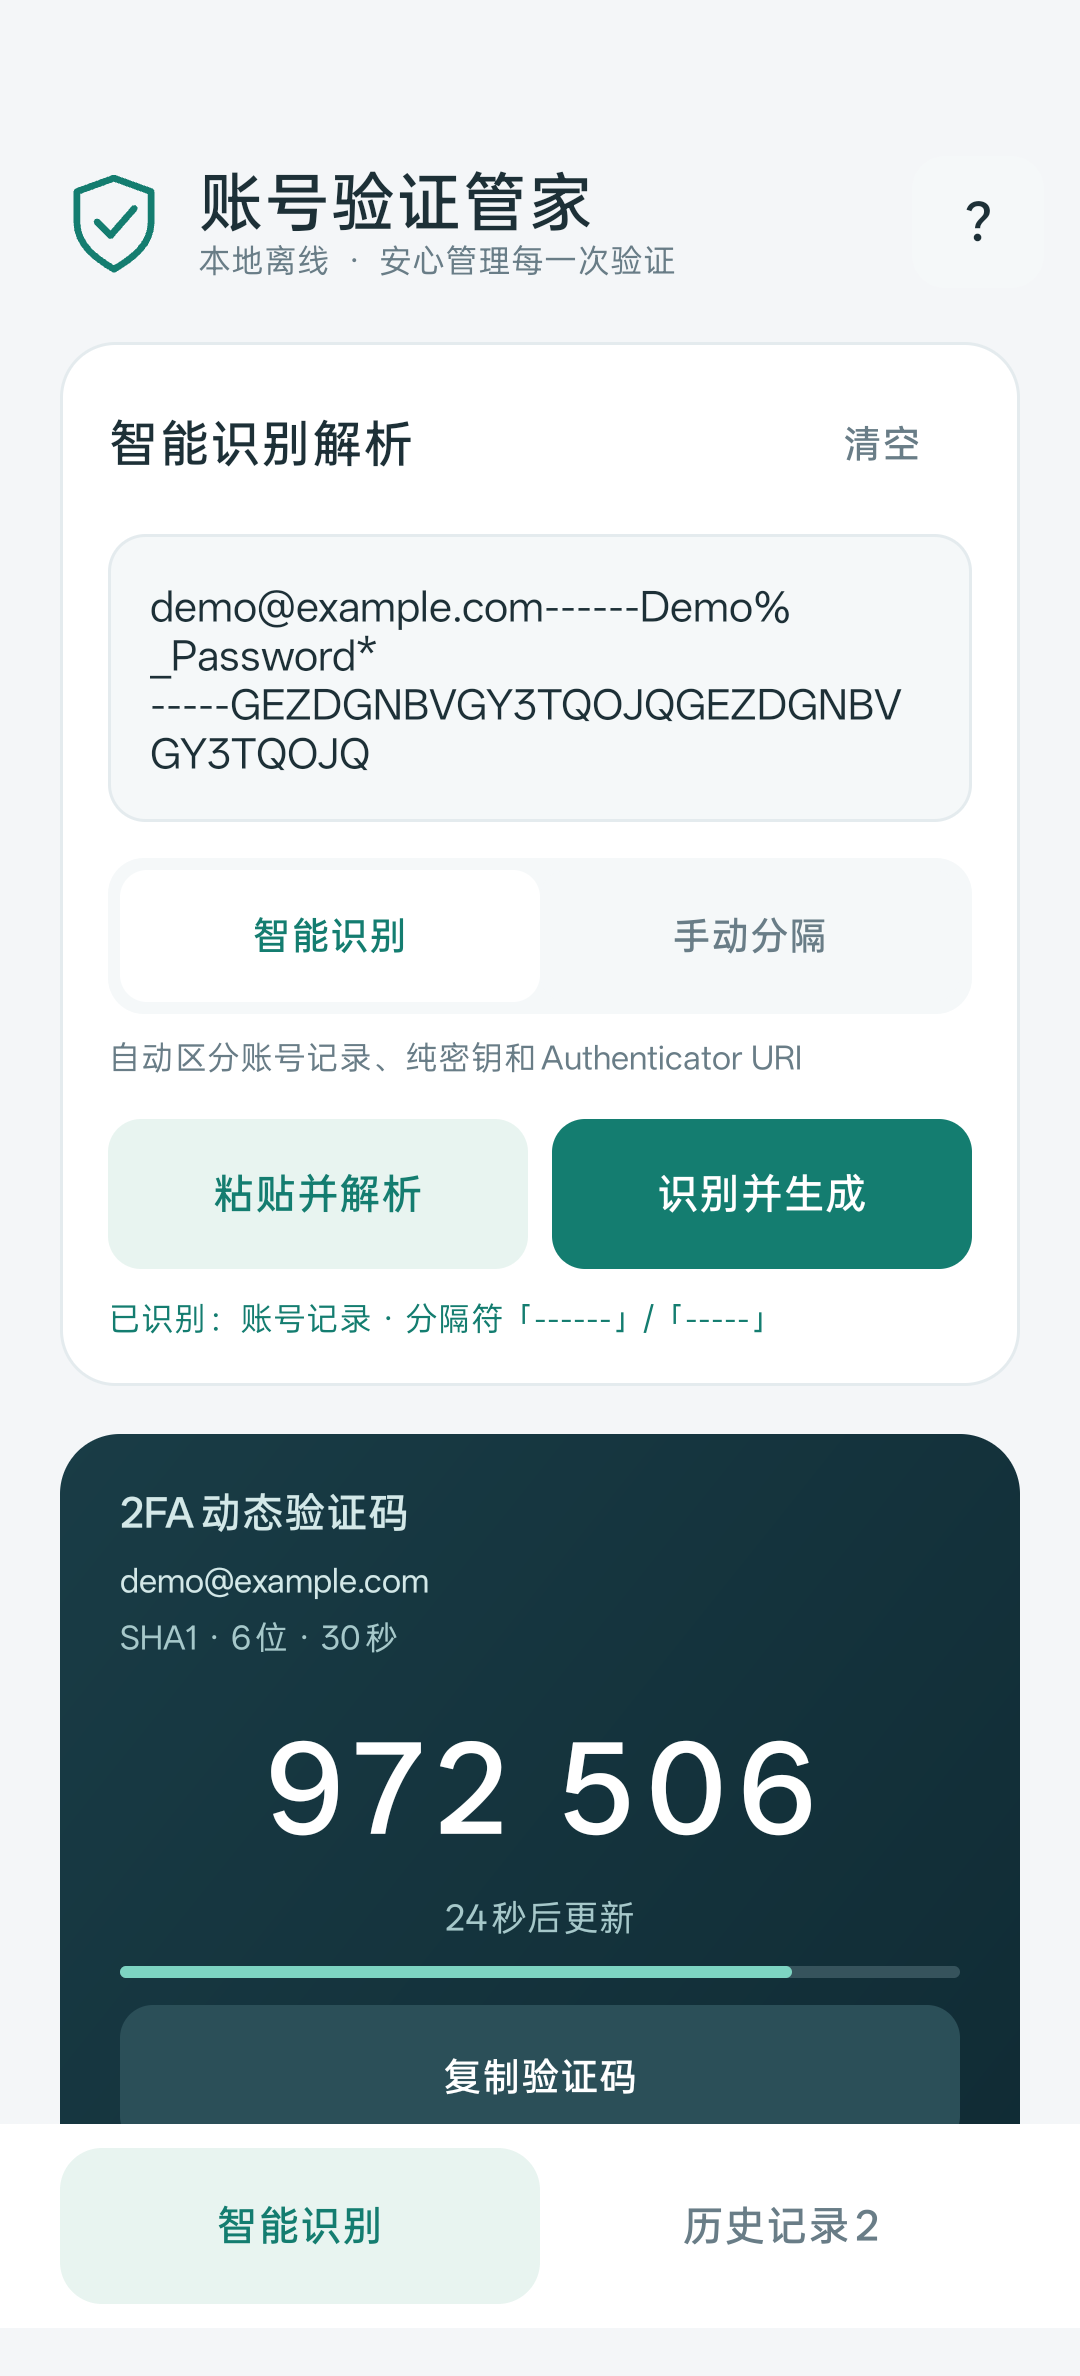 账号验证管家
本地离线 · 安心管理每一次验证
?
智能识别解析
清空
demo@example.com------Demo%
_Password*
-----GEZDGNBVGY3TQOJQGEZDGNBV
GY3TQOJQ
智能识别
手动分隔
自动区分账号记录、纯密钥和 Authenticator URI
粘贴并解析
识别并生成
已识别：账号记录 · 分隔符「------」/「-----」
2FA 动态验证码
demo@example.com
SHA1 · 6 位 · 30 秒
972 506
24 秒后更新
复制验证码
智能识别
历史记录 2